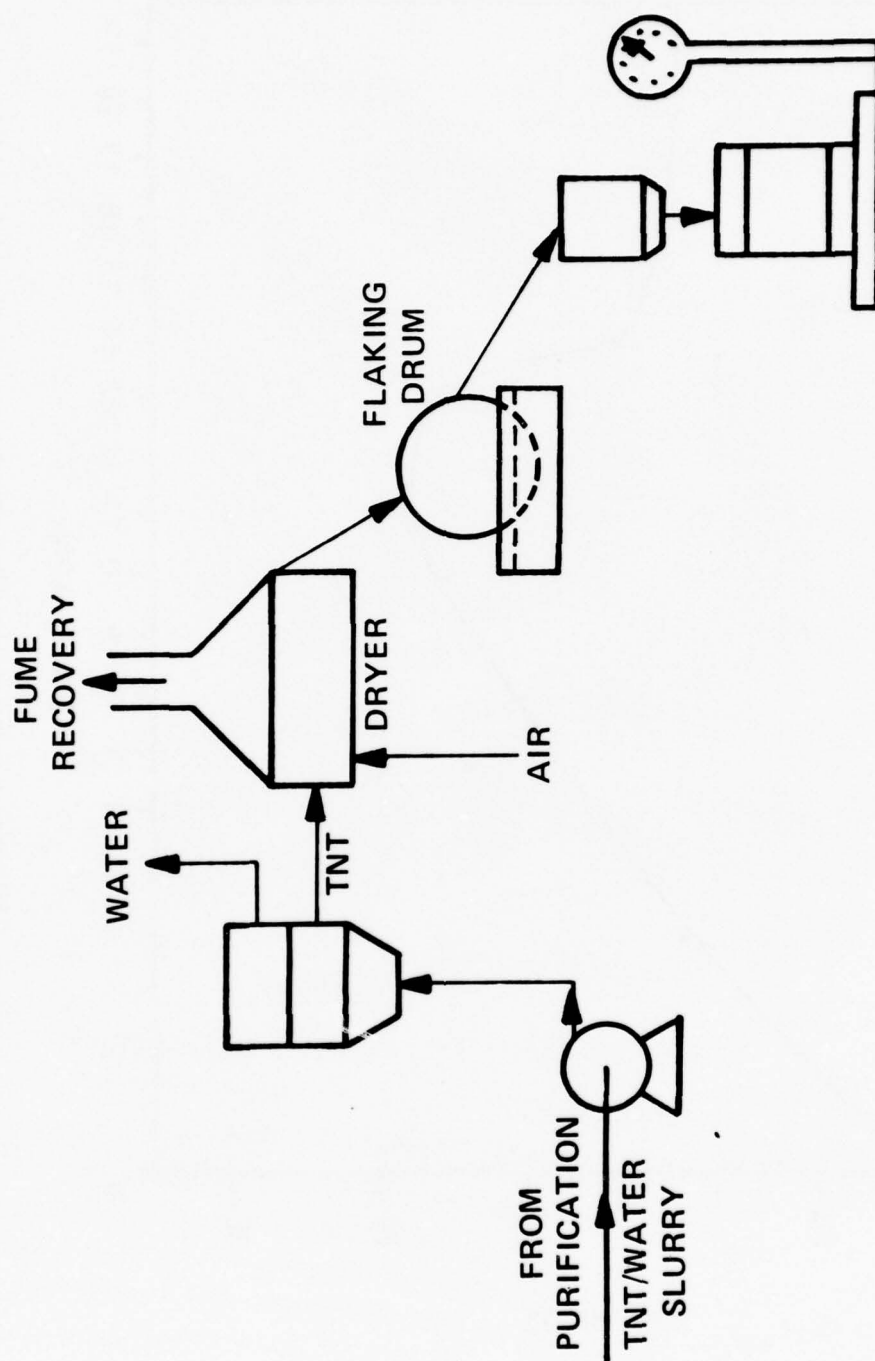 FROM
PURIFICATION
TNT/WATER
SLURRY
WATER
TNT
FUME
RECOVERY
DRYER
AIR
FLAKING
DRUM